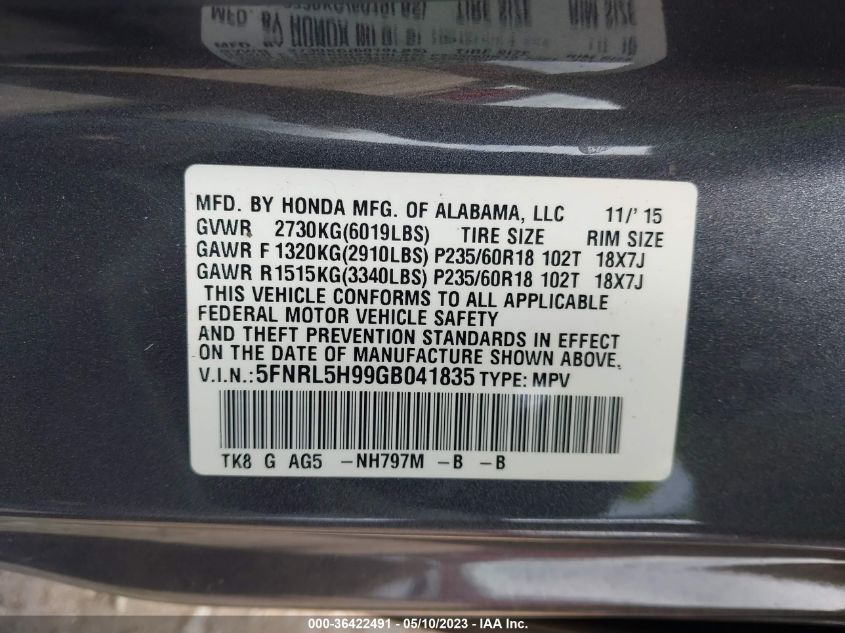 MFD. BY HONDA MFG. OF ALABAMA, LLC 11/'15
GVWR 2730KG(6019LBS) TIRE SIZE RIM SIZE
GAWR F 1320KG(2910LBS) P235/60R18 102T 18X7J
GAWR R 1515KG(3340LBS) P235/60R18 102T 18X7J
THIS VEHICLE CONFORMS TO ALL APPLICABLE
FEDERAL MOTOR VEHICLE SAFETY
AND THEFT PREVENTION STANDARDS IN EFFECT
ON THE DATE OF MANUFACTURE SHOWN ABOVE.
V.I.N.:5FNRL5H99GB041835 TYPE: MPV
TK8 G AG5 -NH797M -B -B
000-36422491 - 05/10/2023 - IAA Inc.